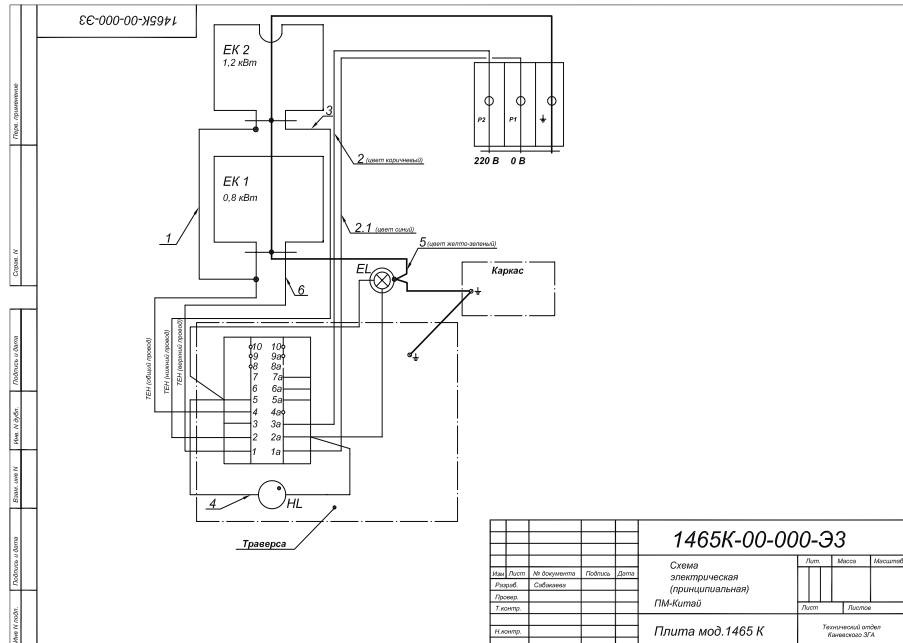 1465К-00-000-ЭЗ
Перв. применение
Справ. N
Подпись и дата
Инв. N дубл.
Взам. инв N
Подпись и дата
Инв N подл.
ЕК 2
1,2 кВт
3
ЕК 1
0,8 кВт
1
6
2 (цвет коричневый)
2.1 (цвет синий)
5 (цвет желто-зеленый)
P2
P1
220 В
0 В
EL
Каркас
ТЕН (общий провод)
ТЕН (нижний провод)
ТЕН (верхний провод)
10 10
9 9а
8 8а
7 7а
6 6а
5 5а
4 4а
3 3а
2 2а
1 1а
4
HL
Траверса
1465К-00-000-ЭЗ
Изм Лист № документа Подпись Дата
Разраб. Сабакаева
Провер.
Т.контр.
Н.контр.
Схема
электрическая
(принципиальная)
ПМ-Китай
Лит. Масса Масштаб
Лист Листов
Плита мод.1465 К
Технический отдел
Каневского ЗГА